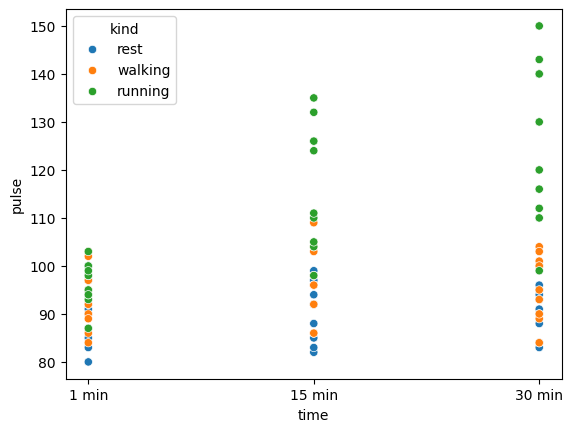 kind
rest
walking
running
150
140
130
120
110
100
90
80
pulse
1 min
15 min
30 min
time